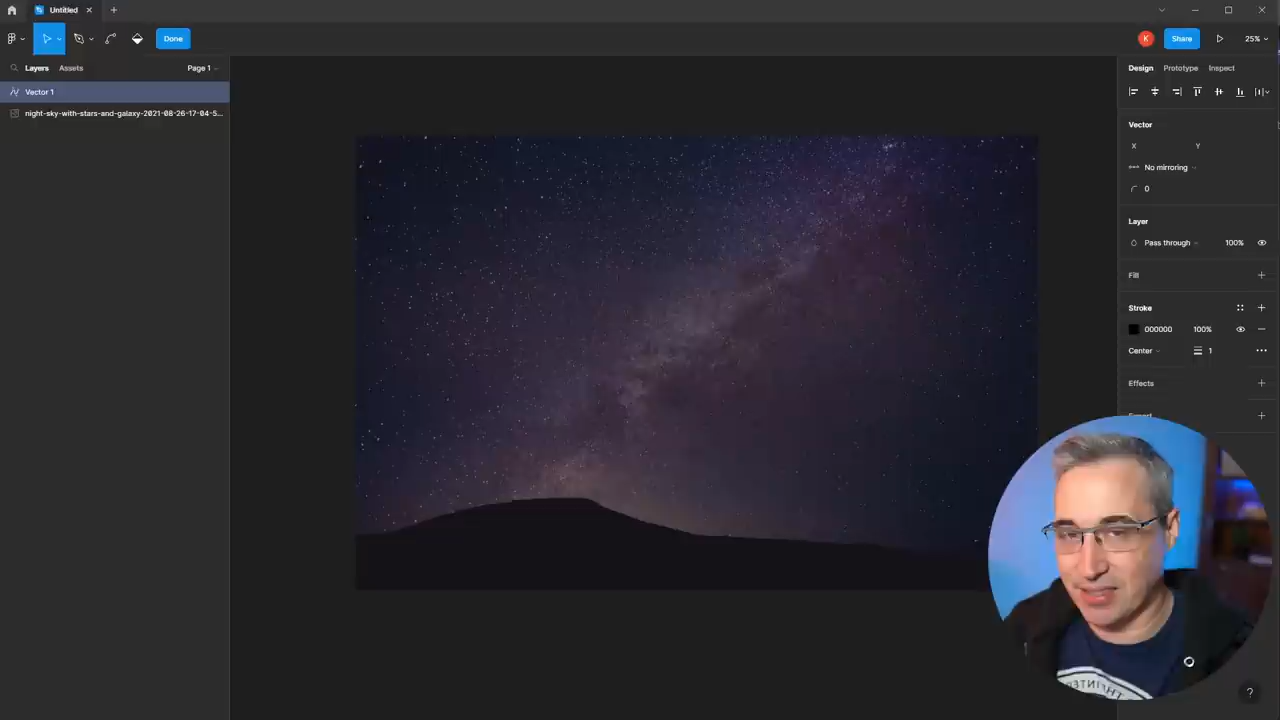 Untitled
Done
K
Share
25%
Layers
Assets
Page 1
Design
Prototype
Inspect
Vector 1
night-sky-with-stars-and-galaxy-2021-08-26-17-04-5...
Vector
X
Y
No mirroring
0
Layer
Pass through
100%
Fill
Stroke
000000
100%
Center
1
Effects
Export
?